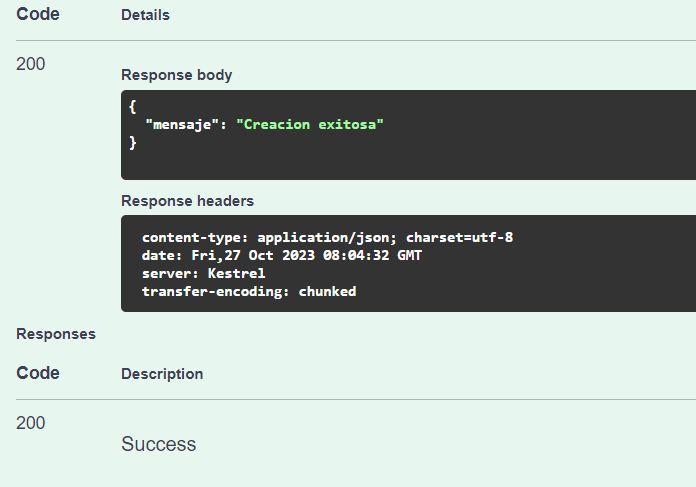 Code Details
200
Response body
{
"mensaje": "Creacion exitosa"
}
Response headers
content-type: application/json; charset=utf-8
date: Fri,27 Oct 2023 08:04:32 GMT
server: Kestrel
transfer-encoding: chunked
Responses
Code Description
200
Success